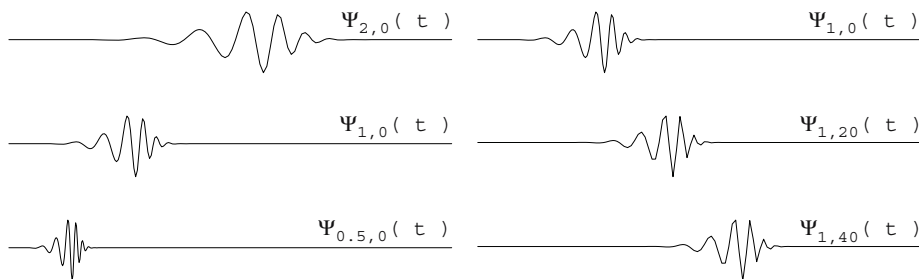 Ψ2,0( t )
Ψ1,0( t )
Ψ1,0( t )
Ψ1,20( t )
Ψ0.5,0( t )
Ψ1,40( t )